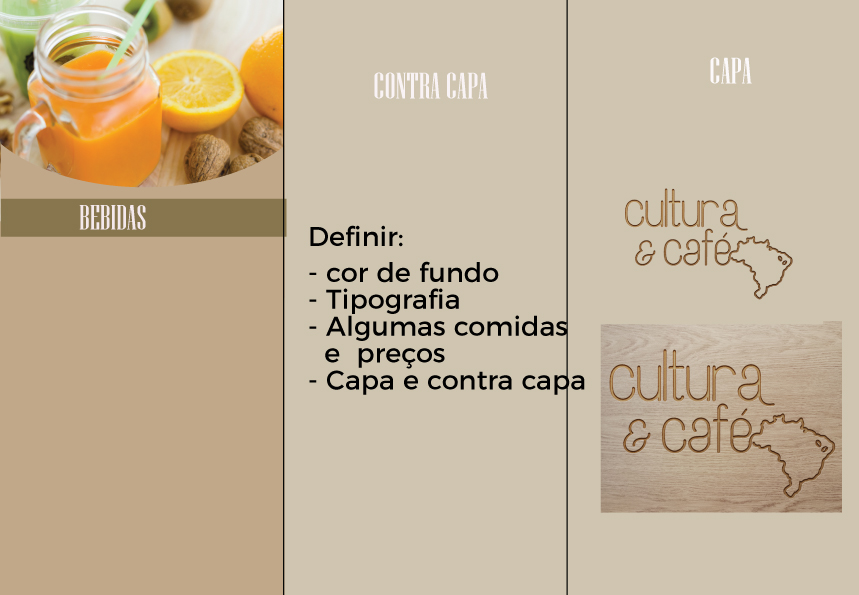 BEBIDAS
CONTRA CAPA
Definir:
- cor de fundo
- Tipografia
- Algumas comidas
e preços
- Capa e contra capa
CAPA
cultura
& café
cultura
& café